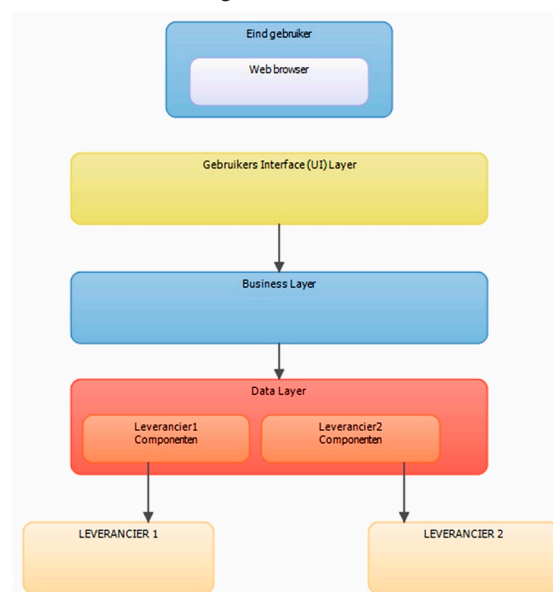 Eind gebruiker
Web browser
Gebruikers Interface (UI) Layer
Business Layer
Data Layer
Leverancier1
Componenten
Leverancier2
Componenten
LEVERANCIER 1
LEVERANCIER 2